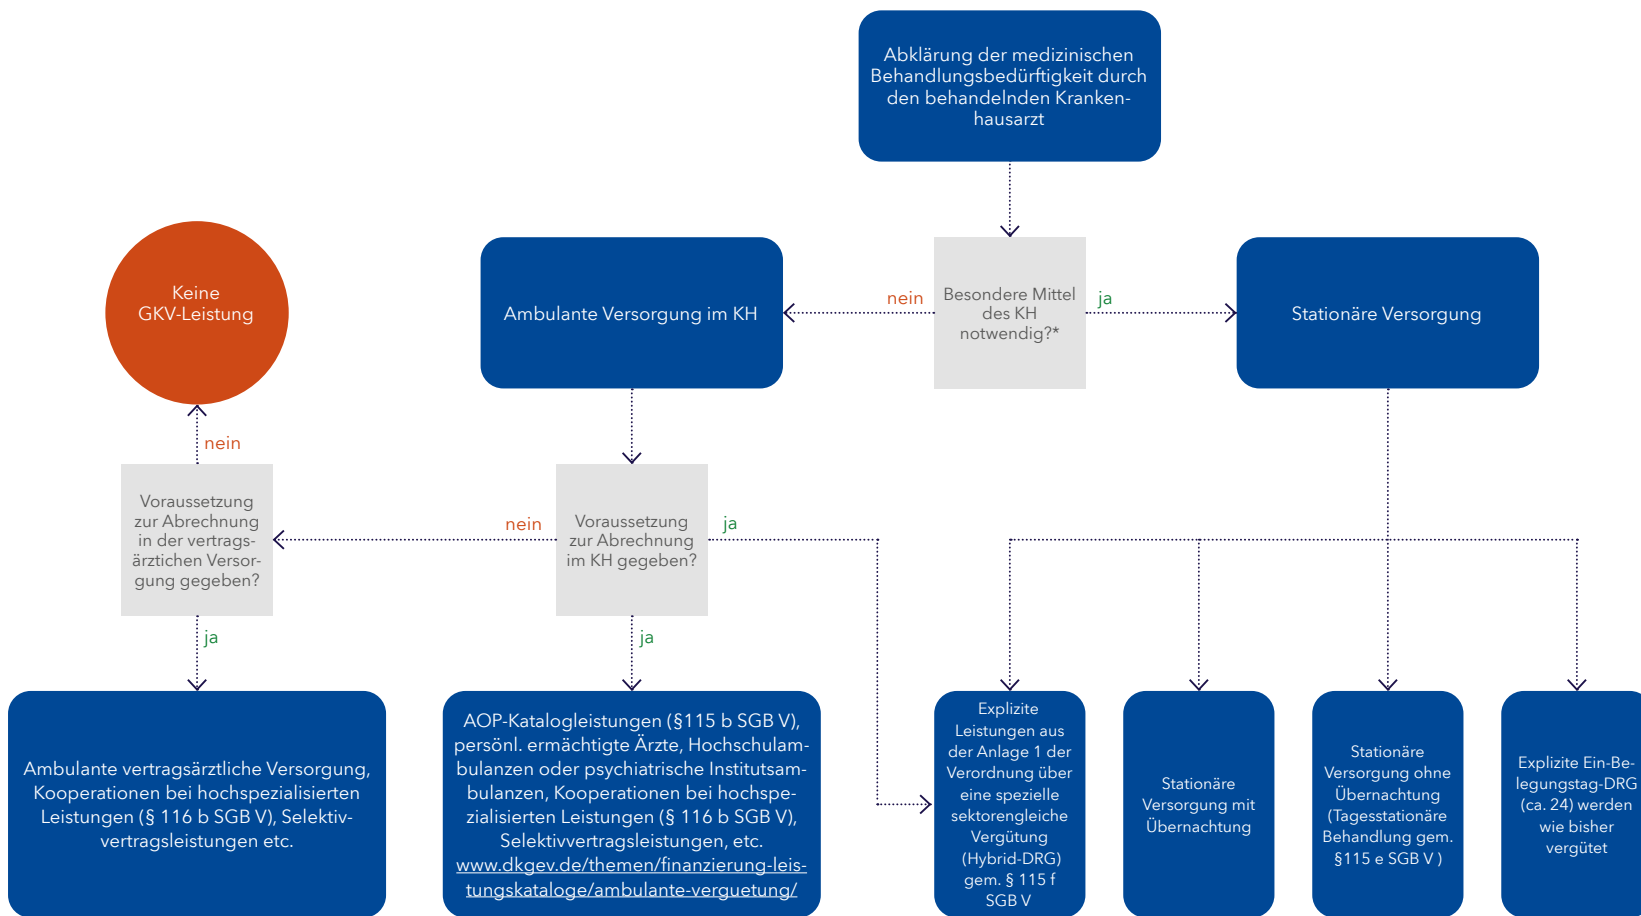 Abklärung der medizinischen
Behandlungsbedürftigkeit durch
den behandelnden Kranken-
hausarzt
Keine
GKV-Leistung
Ambulante Versorgung im KH
nein
Besondere Mittel
des KH
notwendig?*
ja
Stationäre Versorgung
nein
Voraussetzung
zur Abrechnung
in der vertrags-
ärztichen Versor-
gung gegeben?
nein
Voraussetzung
zur Abrechnung
im KH gegeben?
ja
ja
ja
Ambulante vertragsärztliche Versorgung,
Kooperationen bei hochspezialisierten
Leistungen (§ 116 b SGB V), Selektiv-
vertragsleistungen etc.
AOP-Katalogleistungen (§115 b SGB V),
persönl. ermächtigte Ärzte, Hochschulam-
bulanzen oder psychiatrische Institutsam-
bulanzen, Kooperationen bei hochspe-
zialisierten Leistungen (§ 116 b SGB V),
Selektivvertragsleistungen, etc.
www.dkgev.de/themen/finanzierung-leis-
tungskataloge/ambulante-verguetung/
Explizite
Leistungen aus
der Anlage 1 der
Verordnung über
eine spezielle
sektorengleiche
Vergütung
(Hybrid-DRG)
gem. § 115 f
SGB V
Stationäre
Versorgung mit
Übernachtung
Stationäre
Versorgung ohne
Übernachtung
(Tagesstationäre
Behandlung gem.
§115 e SGB V )
Explizite Ein-Be-
legungstag-DRG
(ca. 24) werden
wie bisher
vergütet